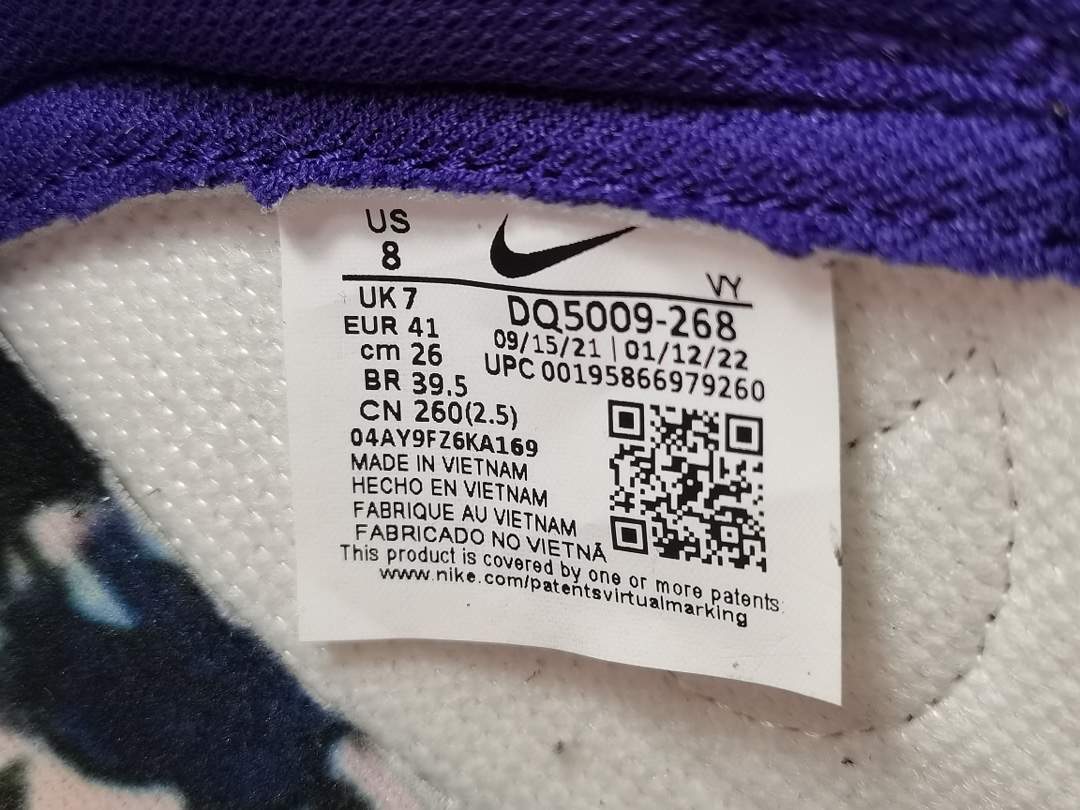 US
8
VY
UK 7
DQ5009-268
EUR 41
09/15/21 | 01/12/22
cm 26
UPC 00195866979260
BR 39.5
CN 260(2.5)
04AY9FZ6KA169
MADE IN VIETNAM
HECHO EN VIETNAM
FABRIQUE AU VIETNAM
FABRICADO NO VIETNÃ
This product is covered by one or more patents.
www.nike.com/patentsvirtualmarking